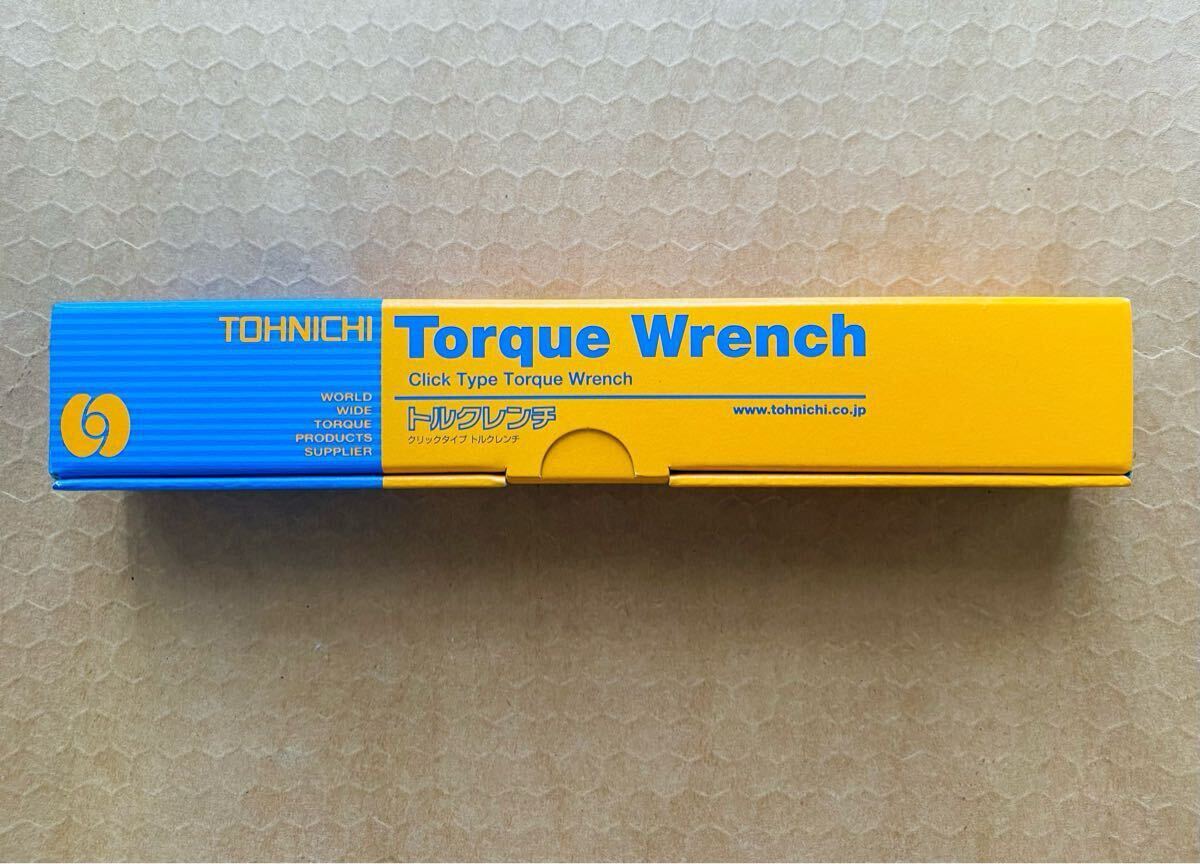 TOHNICHI
WORLD
WIDE
TORQUE
PRODUCTS
SUPPLIER
Torque Wrench
Click Type Torque Wrench
トルクレンチ
クリックタイプ トルクレンチ
www.tohnichi.co.jp